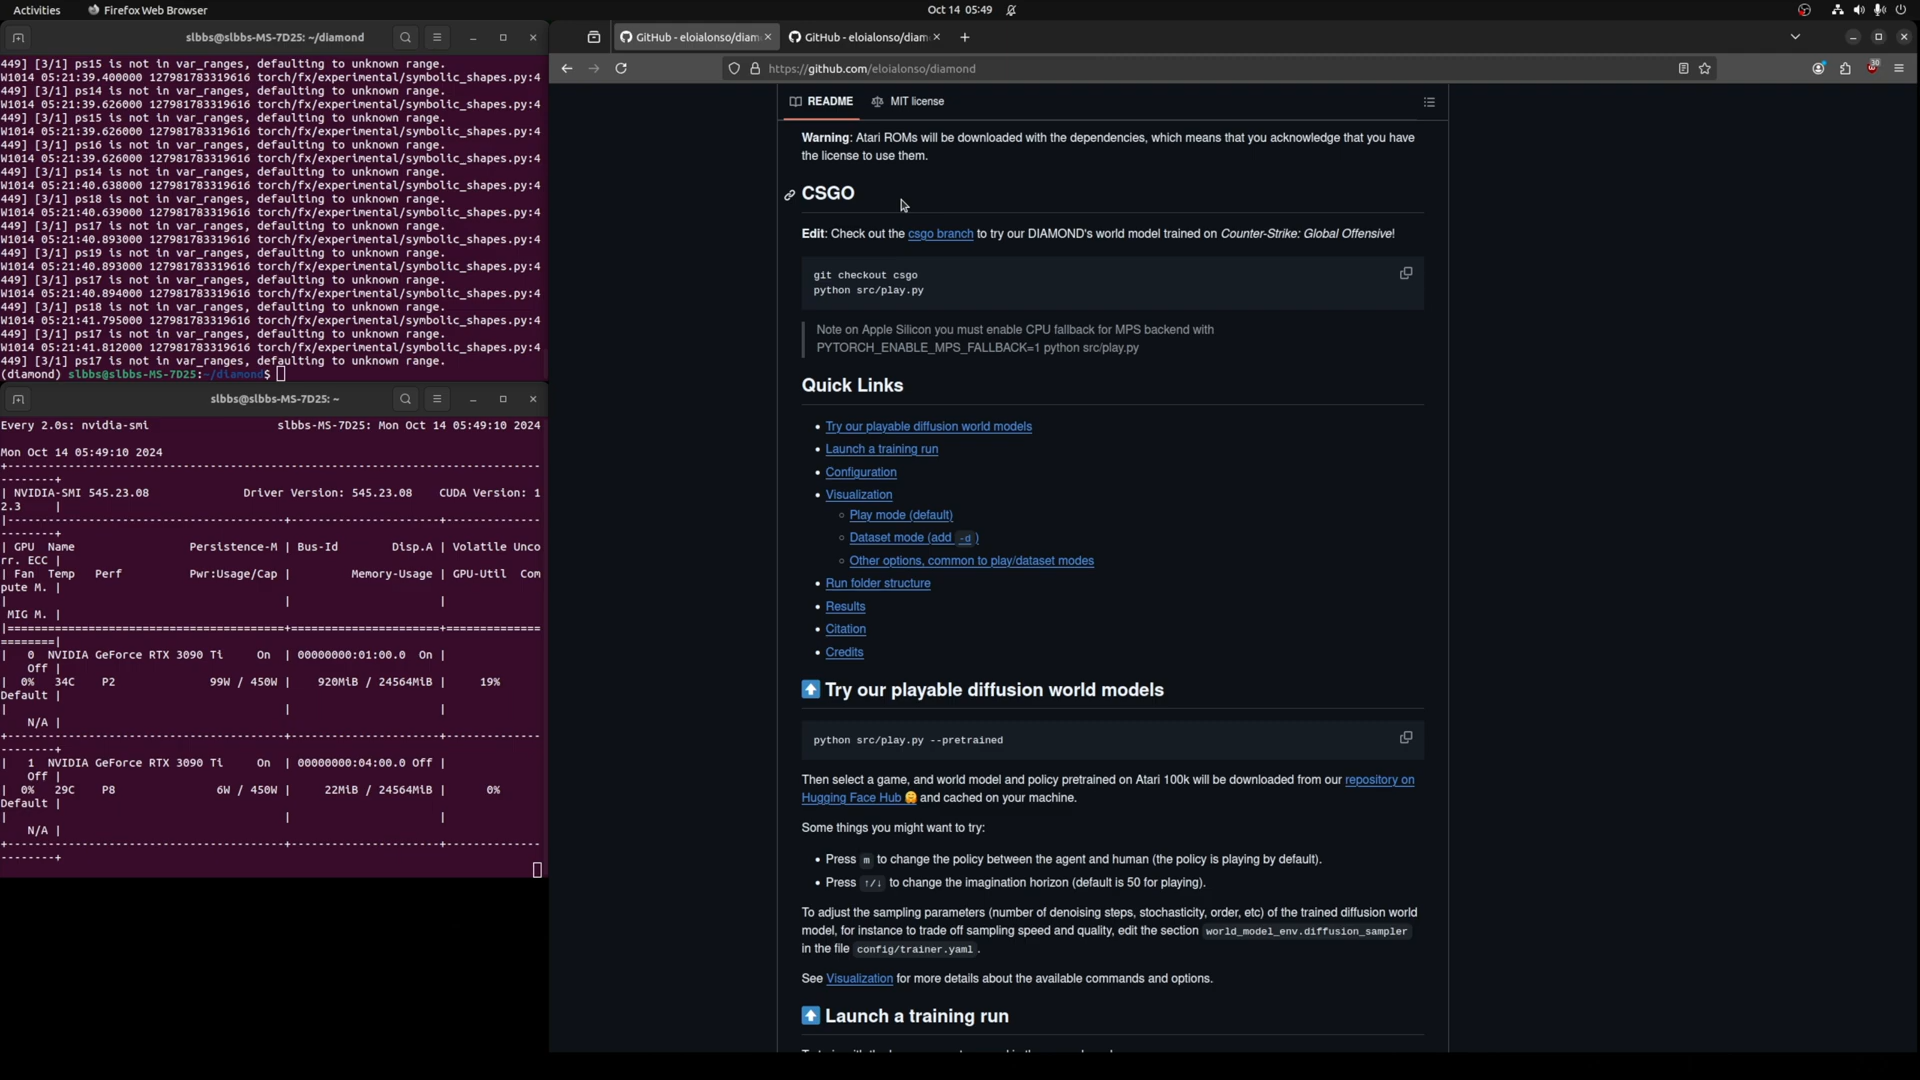 Activities
Firefox Web Browser
Oct 14 05:49
slbbs@slbbs-MS-7D25: ~/diamond
449] [3/1] ps15 is not in var_ranges, defaulting to unknown range.
W1014 05:21:39.400000 127981783319616 torch/fx/experimental/symbolic_shapes.py:4
449] [3/1] ps14 is not in var_ranges, defaulting to unknown range.
W1014 05:21:39.626000 127981783319616 torch/fx/experimental/symbolic_shapes.py:4
449] [3/1] ps15 is not in var_ranges, defaulting to unknown range.
W1014 05:21:39.626000 127981783319616 torch/fx/experimental/symbolic_shapes.py:4
449] [3/1] ps16 is not in var_ranges, defaulting to unknown range.
W1014 05:21:39.626000 127981783319616 torch/fx/experimental/symbolic_shapes.py:4
449] [3/1] ps14 is not in var_ranges, defaulting to unknown range.
W1014 05:21:40.638000 127981783319616 torch/fx/experimental/symbolic_shapes.py:4
449] [3/1] ps18 is not in var_ranges, defaulting to unknown range.
W1014 05:21:40.639000 127981783319616 torch/fx/experimental/symbolic_shapes.py:4
449] [3/1] ps17 is not in var_ranges, defaulting to unknown range.
W1014 05:21:40.893000 127981783319616 torch/fx/experimental/symbolic_shapes.py:4
449] [3/1] ps19 is not in var_ranges, defaulting to unknown range.
W1014 05:21:40.893000 127981783319616 torch/fx/experimental/symbolic_shapes.py:4
449] [3/1] ps17 is not in var_ranges, defaulting to unknown range.
W1014 05:21:40.894000 127981783319616 torch/fx/experimental/symbolic_shapes.py:4
449] [3/1] ps18 is not in var_ranges, defaulting to unknown range.
W1014 05:21:41.795000 127981783319616 torch/fx/experimental/symbolic_shapes.py:4
449] [3/1] ps17 is not in var_ranges, defaulting to unknown range.
W1014 05:21:41.812000 127981783319616 torch/fx/experimental/symbolic_shapes.py:4
449] [3/1] ps17 is not in var_ranges, defaulting to unknown range.
(diamond) slbbs@slbbs-MS-7D25:~/diamond$
slbbs@slbbs-MS-7D25: ~
Every 2.0s: nvidia-smi slbbs-MS-7D25: Mon Oct 14 05:49:10 2024
Mon Oct 14 05:49:10 2024
+-----------------------------------------------------------------------
--------+
| NVIDIA-SMI 545.23.08 Driver Version: 545.23.08 CUDA Version: 1
2.3 |
|-----------------------------------------+----------------------+---------------
--------+
| GPU Name Persistence-M | Bus-Id Disp.A | Volatile Unco
rr. ECC |
| Fan Temp Perf Pwr:Usage/Cap | Memory-Usage | GPU-Util Com
pute M. |
| | |
MIG M. |
|=========================================+======================+===============
========|
| 0 NVIDIA GeForce RTX 3090 Ti On | 00000000:01:00.0 On |
Off |
| 0% 34C P2 99W / 450W | 920MiB / 24564MiB | 19%
Default |
| | |
N/A |
+-----------------------------------------+----------------------+---------------
--------+
| 1 NVIDIA GeForce RTX 3090 Ti On | 00000000:04:00.0 Off |
Off |
| 0% 29C P8 6W / 450W | 22MiB / 24564MiB | 0%
Default |
| | |
N/A |
+-----------------------------------------+----------------------+---------------
--------+
GitHub - eloialonso/diam
GitHub - eloialonso/diam
https://github.com/eloialonso/diamond
30
README
MIT license
Warning: Atari ROMs will be downloaded with the dependencies, which means that you acknowledge that you have
the license to use them.
CSGO
Edit: Check out the csgo branch to try our DIAMOND's world model trained on Counter-Strike: Global Offensive!
git checkout csgo
python src/play.py
Note on Apple Silicon you must enable CPU fallback for MPS backend with
PYTORCH_ENABLE_MPS_FALLBACK=1 python src/play.py
Quick Links
• Try our playable diffusion world models
• Launch a training run
• Configuration
• Visualization
○ Play mode (default)
○ Dataset mode (add -d )
○ Other options, common to play/dataset modes
• Run folder structure
• Results
• Citation
• Credits
Try our playable diffusion world models
python src/play.py --pretrained
Then select a game, and world model and policy pretrained on Atari 100k will be downloaded from our repository on
Hugging Face Hub 🤗 and cached on your machine.
Some things you might want to try:
• Press m to change the policy between the agent and human (the policy is playing by default).
• Press ↑/↓ to change the imagination horizon (default is 50 for playing).
To adjust the sampling parameters (number of denoising steps, stochasticity, order, etc) of the trained diffusion world
model, for instance to trade off sampling speed and quality, edit the section world_model_env.diffusion_sampler
in the file config/trainer.yaml.
See Visualization for more details about the available commands and options.
Launch a training run